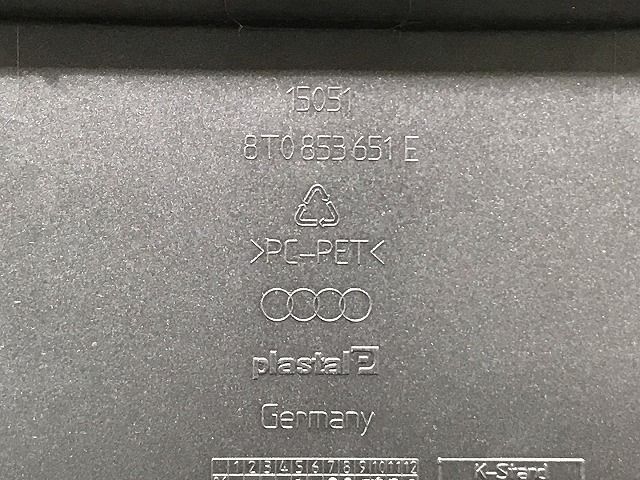 15051
8T0 853 651 E
>PC-PET<
plastal
Germany
1 2 3 4 5 6 7 8 9 10 11 12
K-Stand